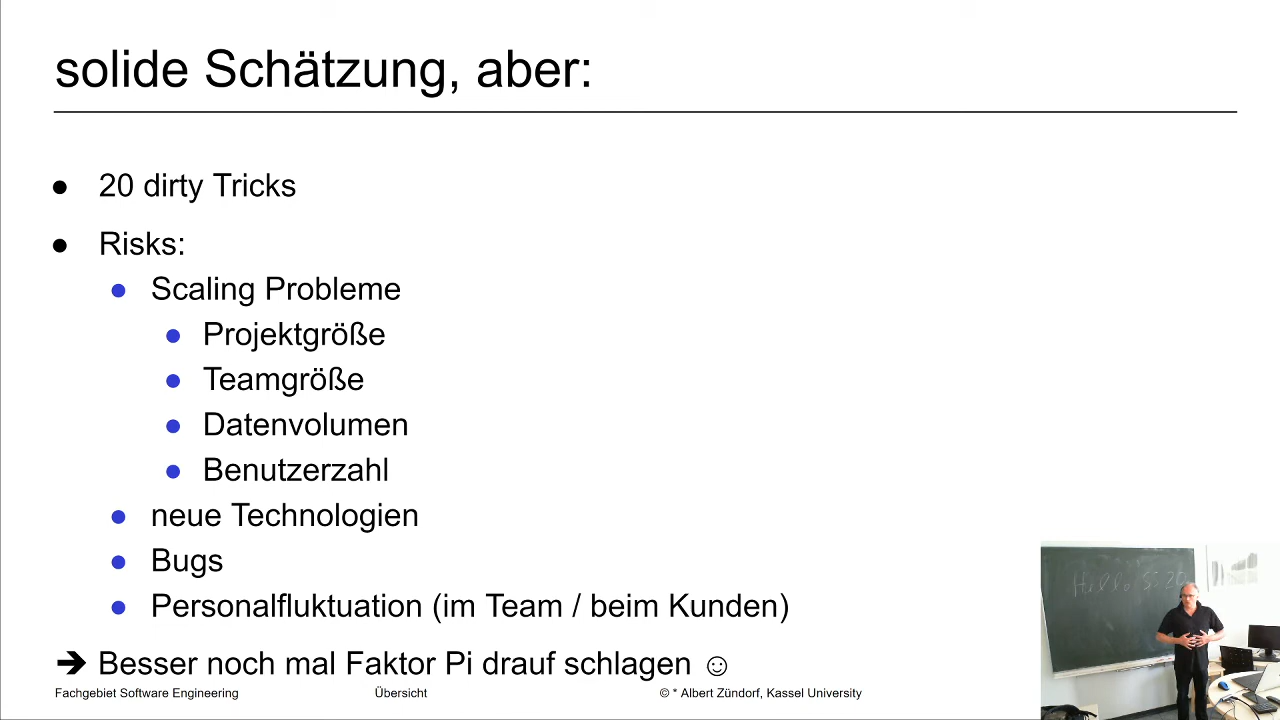 solide Schätzung, aber:
● 20 dirty Tricks
● Risks:
● Scaling Probleme
● Projektgröße
● Teamgröße
● Datenvolumen
● Benutzerzahl
● neue Technologien
● Bugs
● Personalfluktuation (im Team / beim Kunden)
➔ Besser noch mal Faktor Pi drauf schlagen ☺
Fachgebiet Software Engineering Übersicht © * Albert Zündorf, Kassel University
Hello